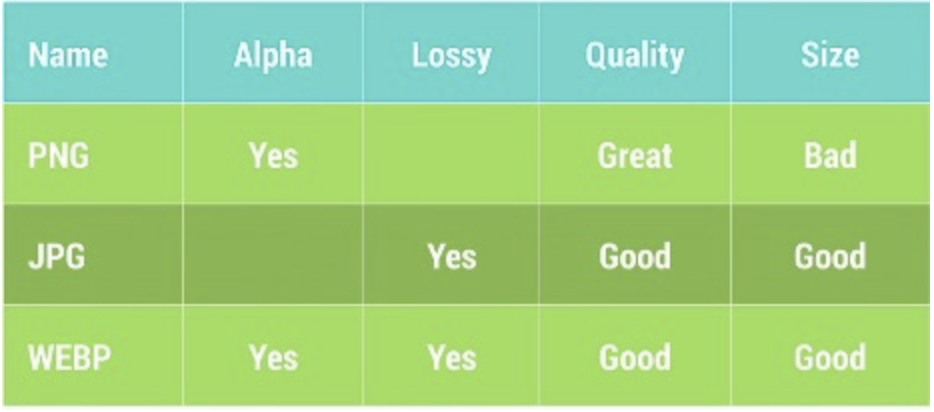 Name Alpha Lossy Quality Size
PNG Yes Great Bad
JPG Yes Good Good
WEBP Yes Yes Good Good